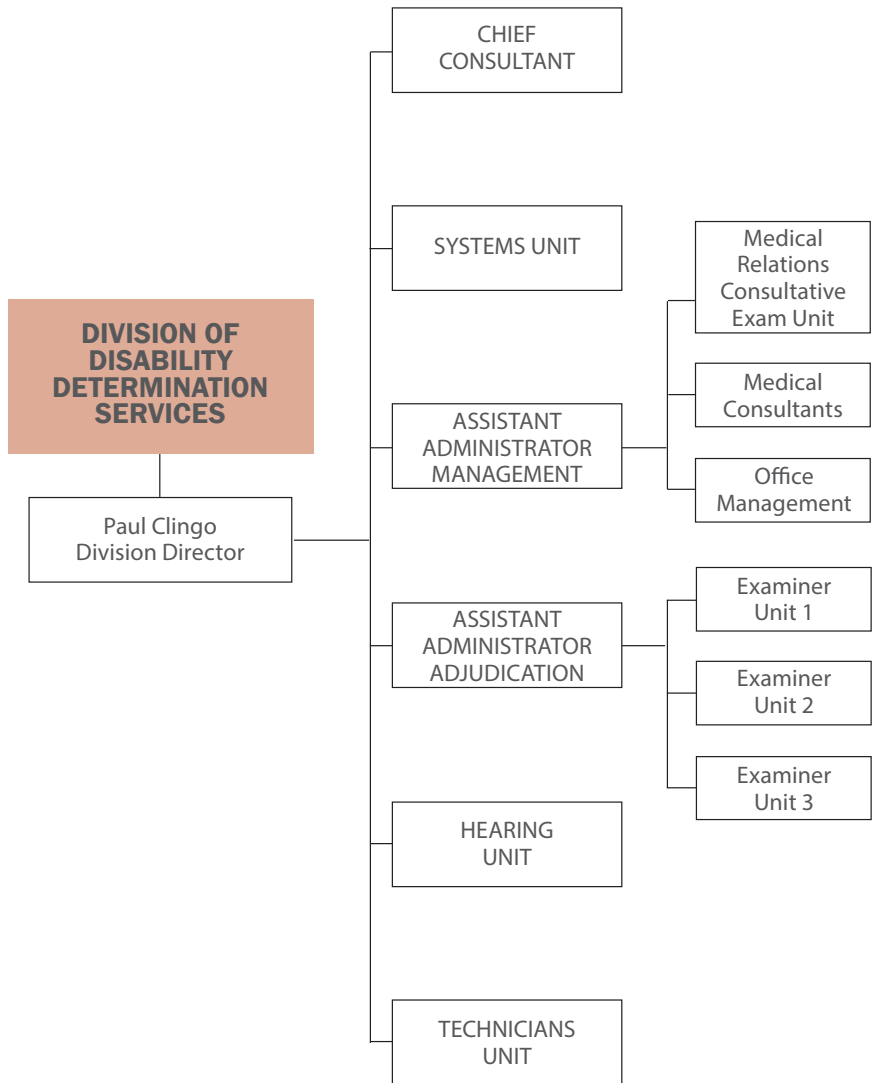 DIVISION OF
DISABILITY
DETERMINATION
SERVICES
Paul Clingo
Division Director
CHIEF
CONSULTANT
SYSTEMS UNIT
ASSISTANT
ADMINISTRATOR
MANAGEMENT
Medical
Relations
Consultative
Exam Unit
Medical
Consultants
Office
Management
ASSISTANT
ADMINISTRATOR
ADJUDICATION
Examiner
Unit 1
Examiner
Unit 2
Examiner
Unit 3
HEARING
UNIT
TECHNICIANS
UNIT